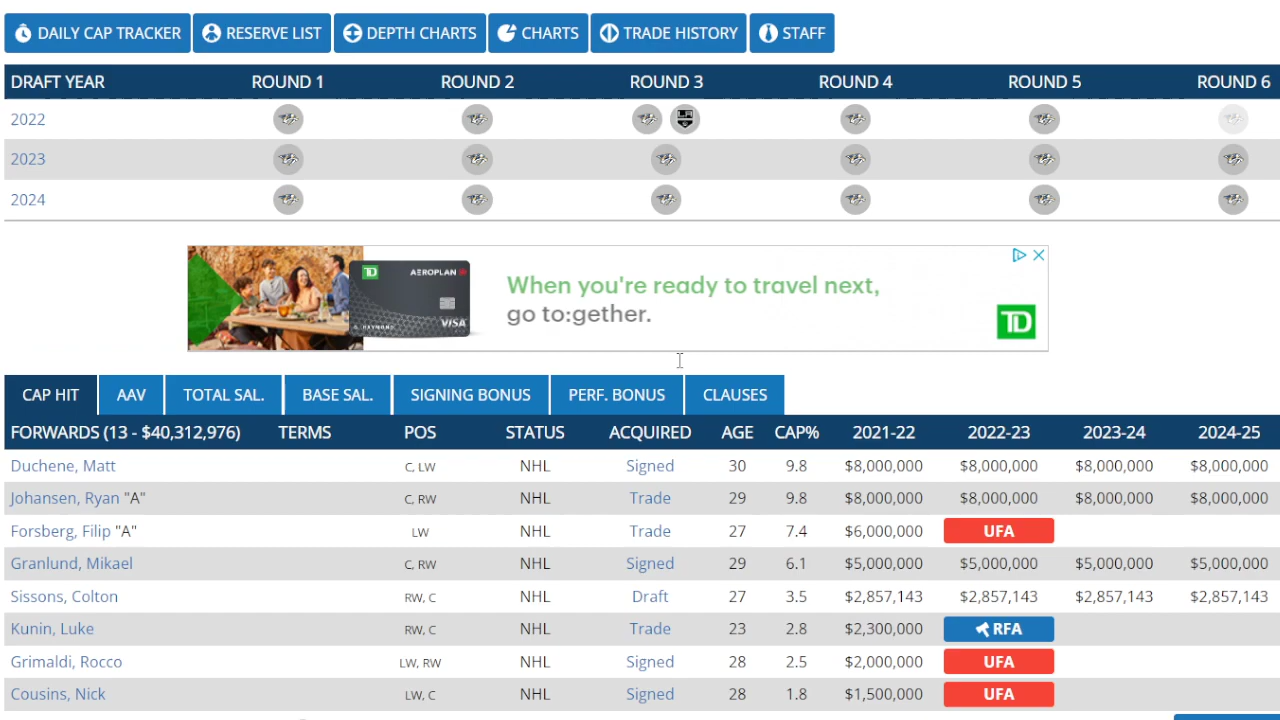 DAILY CAP TRACKER RESERVE LIST DEPTH CHARTS CHARTS TRADE HISTORY STAFF
DRAFT YEAR ROUND 1 ROUND 2 ROUND 3 ROUND 4 ROUND 5 ROUND 6
2022
2023
2024
TD AEROPLAN
When you're ready to travel next,
go to:gether.
VISA
TD
CAP HIT AAV TOTAL SAL. BASE SAL. SIGNING BONUS PERF. BONUS CLAUSES
FORWARDS (13 - $40,312,976) TERMS POS STATUS ACQUIRED AGE CAP% 2021-22 2022-23 2023-24 2024-25
Duchene, Matt C, LW NHL Signed 30 9.8 $8,000,000 $8,000,000 $8,000,000 $8,000,000
Johansen, Ryan "A" C, RW NHL Trade 29 9.8 $8,000,000 $8,000,000 $8,000,000 $8,000,000
Forsberg, Filip "A" LW NHL Trade 27 7.4 $6,000,000 UFA
Granlund, Mikael C, RW NHL Signed 29 6.1 $5,000,000 $5,000,000 $5,000,000 $5,000,000
Sissons, Colton RW, C NHL Draft 27 3.5 $2,857,143 $2,857,143 $2,857,143 $2,857,143
Kunin, Luke RW, C NHL Trade 23 2.8 $2,300,000 RFA
Grimaldi, Rocco LW, RW NHL Signed 28 2.5 $2,000,000 UFA
Cousins, Nick LW, C NHL Signed 28 1.8 $1,500,000 UFA